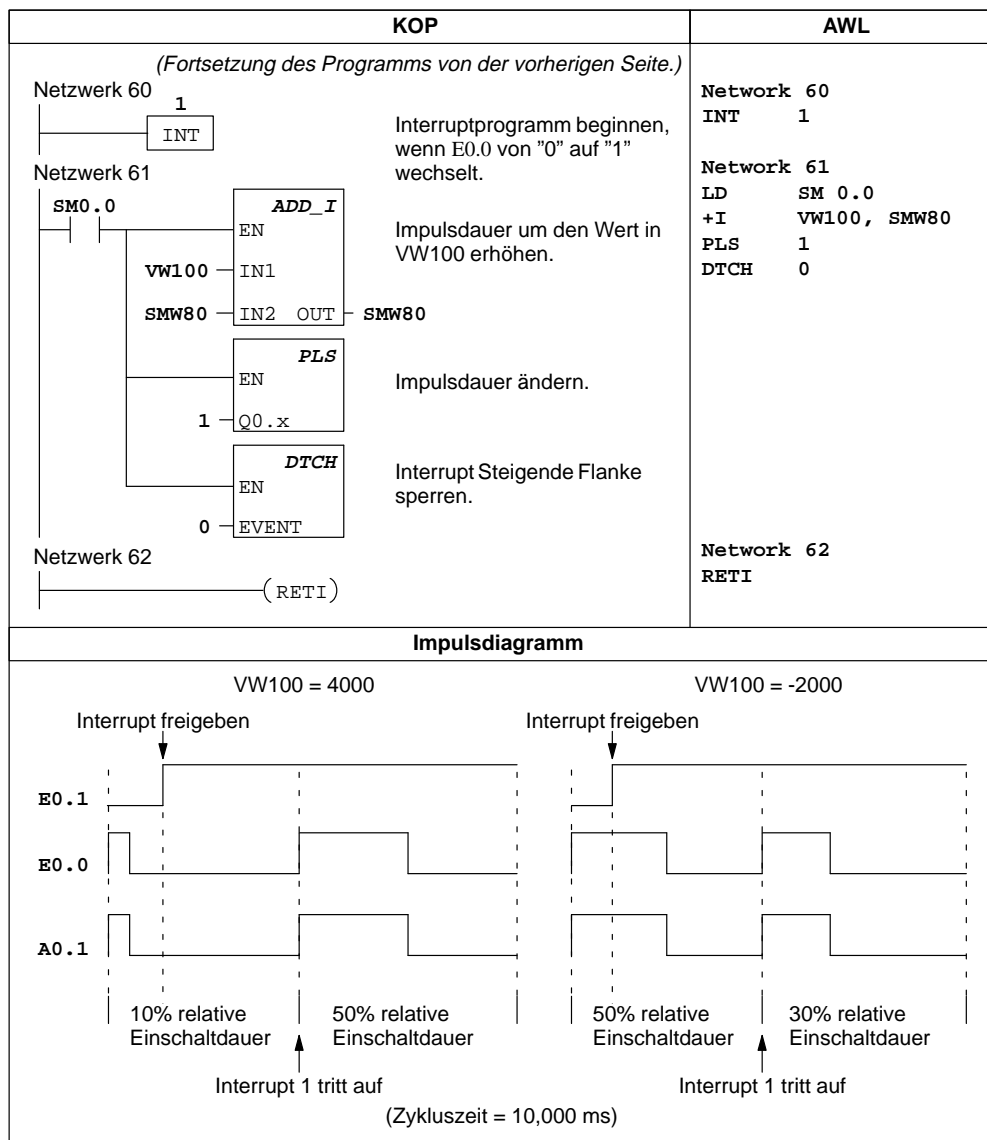 KOP
AWL
(Fortsetzung des Programms von der vorherigen Seite.)
Netzwerk 60
1
INT
Interruptprogramm beginnen,
wenn E0.0 von ”0” auf ”1”
wechselt.
Network 60
INT 1
Netzwerk 61
SM0.0
ADD_I
EN
VW100
IN1
SMW80
IN2 OUT
SMW80
Impulsdauer um den Wert in
VW100 erhöhen.
PLS
EN
1
Q0.x
Impulsdauer ändern.
DTCH
EN
0
EVENT
Interrupt Steigende Flanke
sperren.
Network 61
LD SM 0.0
+I VW100, SMW80
PLS 1
DTCH 0
Netzwerk 62
(RETI)
Network 62
RETI
Impulsdiagramm
VW100 = 4000
VW100 = -2000
Interrupt freigeben
Interrupt freigeben
E0.1
E0.0
A0.1
10% relative
Einschaltdauer
50% relative
Einschaltdauer
50% relative
Einschaltdauer
30% relative
Einschaltdauer
Interrupt 1 tritt auf
Interrupt 1 tritt auf
(Zykluszeit = 10,000 ms)